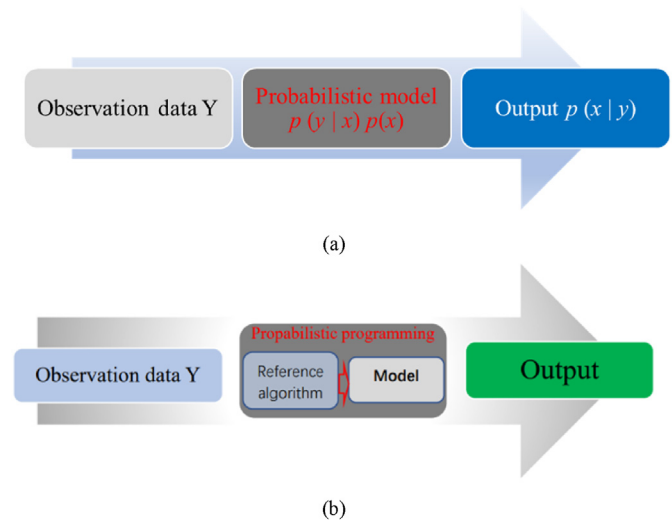 Observation data Y
Probabilistic model
p (y | x) p(x)
Output p (x | y)
(a)
Propabilistic programming
Observation data Y
Reference
algorithm
Model
Output
(b)